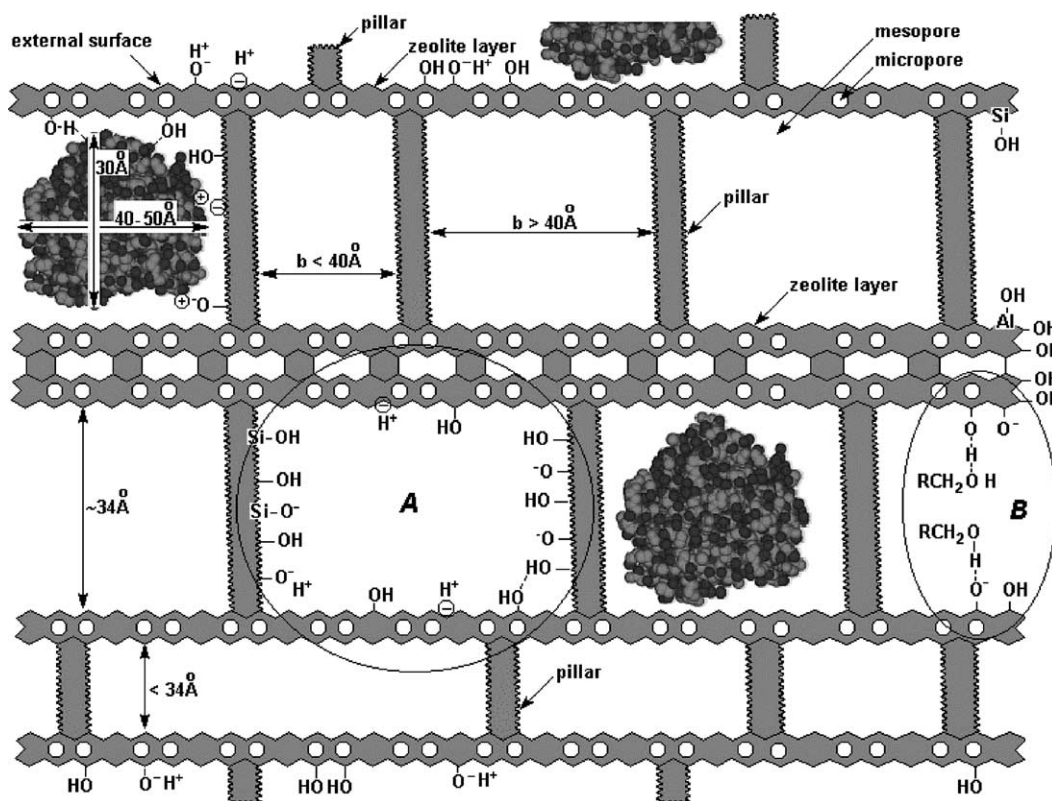 pillar
external surface
H⁺
O⁻
H⁺
⊖
zeolite layer
OH
O⁻H⁺
OH
mesopore
micropore
O-H
OH
HO
Si
OH
30Å
⊕
⊖
40-50Å
b < 40Å
b > 40Å
pillar
⊕
⁻O
zeolite layer
OH
Al
OH
OH
OH
OH
⊖
H⁺
HO
Si-OH
OH
Si-O⁻
OH
O⁻
H⁺
A
HO
⁻O
HO
⁻O
HO
HO
OH
H⁺
⊖
~34Å
O
O⁻
H
RCH₂O H
B
RCH₂O
H
O⁻
OH
< 34Å
pillar
HO
O⁻H⁺
HO HO
O⁻H⁺
HO